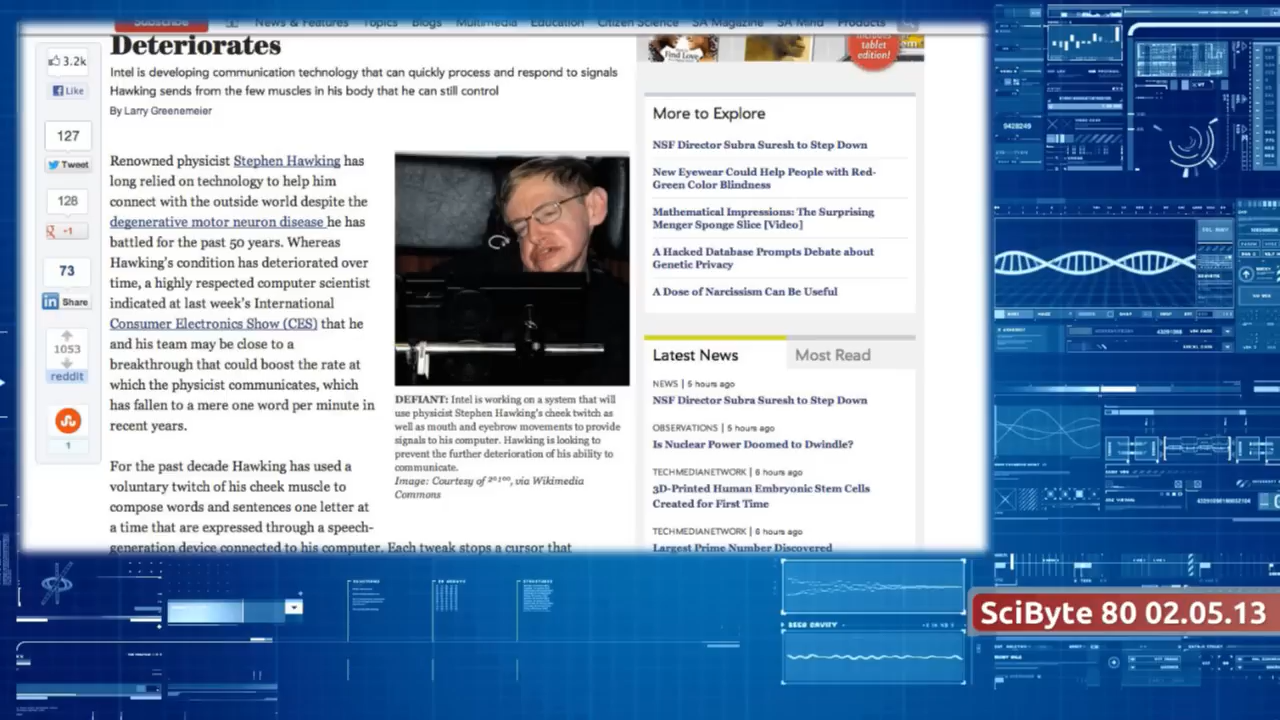 Subscribe
News & Features Topics Blogs Multimedia Education Citizen Science SA Magazine SA Mind Products
Deteriorates
Intel is developing communication technology that can quickly process and respond to signals
Hawking sends from the few muscles in his body that he can still control
By Larry Greenemeier
3.2k
Like
127
Tweet
128
+1
73
in Share
1053
reddit
1
Renowned physicist Stephen Hawking has
long relied on technology to help him
connect with the outside world despite the
degenerative motor neuron disease he has
battled for the past 50 years. Whereas
Hawking's condition has deteriorated over
time, a highly respected computer scientist
indicated at last week's International
Consumer Electronics Show (CES) that he
and his team may be close to a
breakthrough that could boost the rate at
which the physicist communicates, which
has fallen to a mere one word per minute in
recent years.
For the past decade Hawking has used a
voluntary twitch of his cheek muscle to
compose words and sentences one letter at
a time that are expressed through a speech-
generation device connected to his computer. Each tweak stops a cursor that
DEFIANT: Intel is working on a system that will
use physicist Stephen Hawking's cheek twitch as
well as mouth and eyebrow movements to provide
signals to his computer. Hawking is looking to
prevent the further deterioration of his ability to
communicate.
Image: Courtesy of ²⁰¹⁰⁰, via Wikimedia
Commons
Find Love
includes
tablet
edition!
More to Explore
NSF Director Subra Suresh to Step Down
New Eyewear Could Help People with Red-
Green Color Blindness
Mathematical Impressions: The Surprising
Menger Sponge Slice [Video]
A Hacked Database Prompts Debate about
Genetic Privacy
A Dose of Narcissism Can Be Useful
Latest News
Most Read
NEWS | 5 hours ago
NSF Director Subra Suresh to Step Down
OBSERVATIONS | 5 hours ago
Is Nuclear Power Doomed to Dwindle?
TECHMEDIANETWORK | 6 hours ago
3D-Printed Human Embryonic Stem Cells
Created for First Time
TECHMEDIANETWORK | 6 hours ago
Largest Prime Number Discovered
SciByte 80 02.05.13